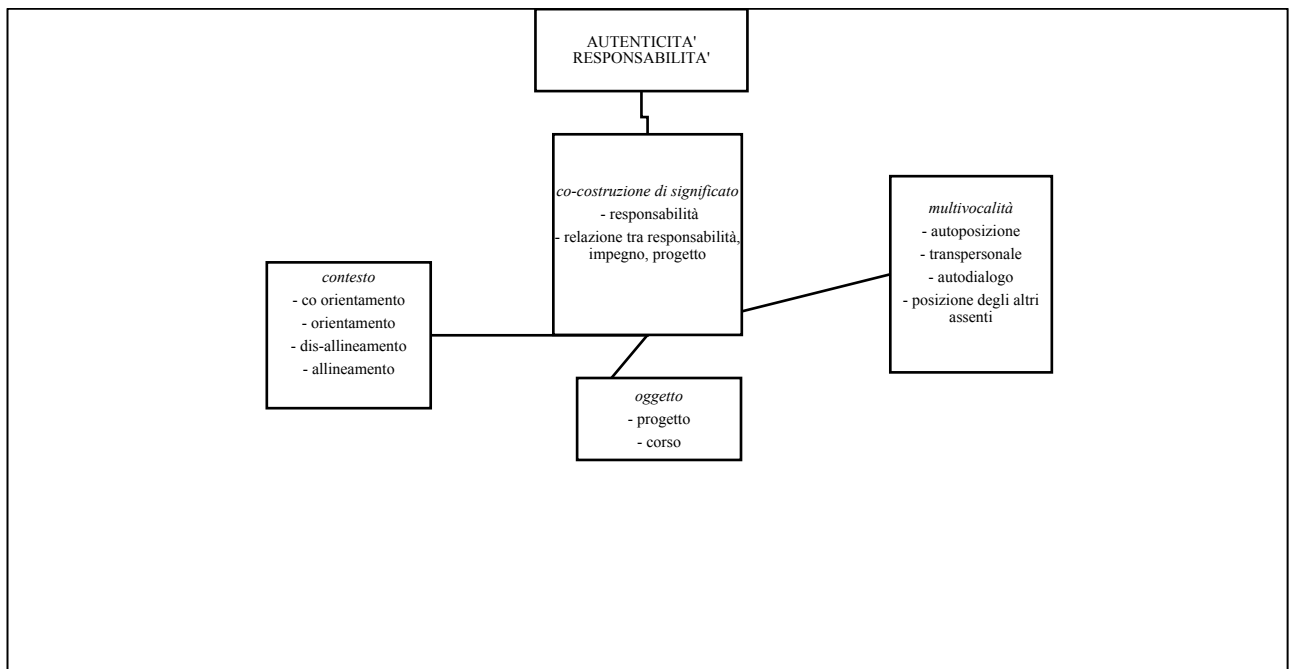 AUTENTICITA'
RESPONSABILITA'
co-costruzione di significato
- responsabilità
- relazione tra responsabilità,
impegno, progetto
multivocalità
- autoposizione
- transpersonale
- autodialogo
- posizione degli altri
assenti
contesto
- co orientamento
- orientamento
- dis-allineamento
- allineamento
oggetto
- progetto
- corso